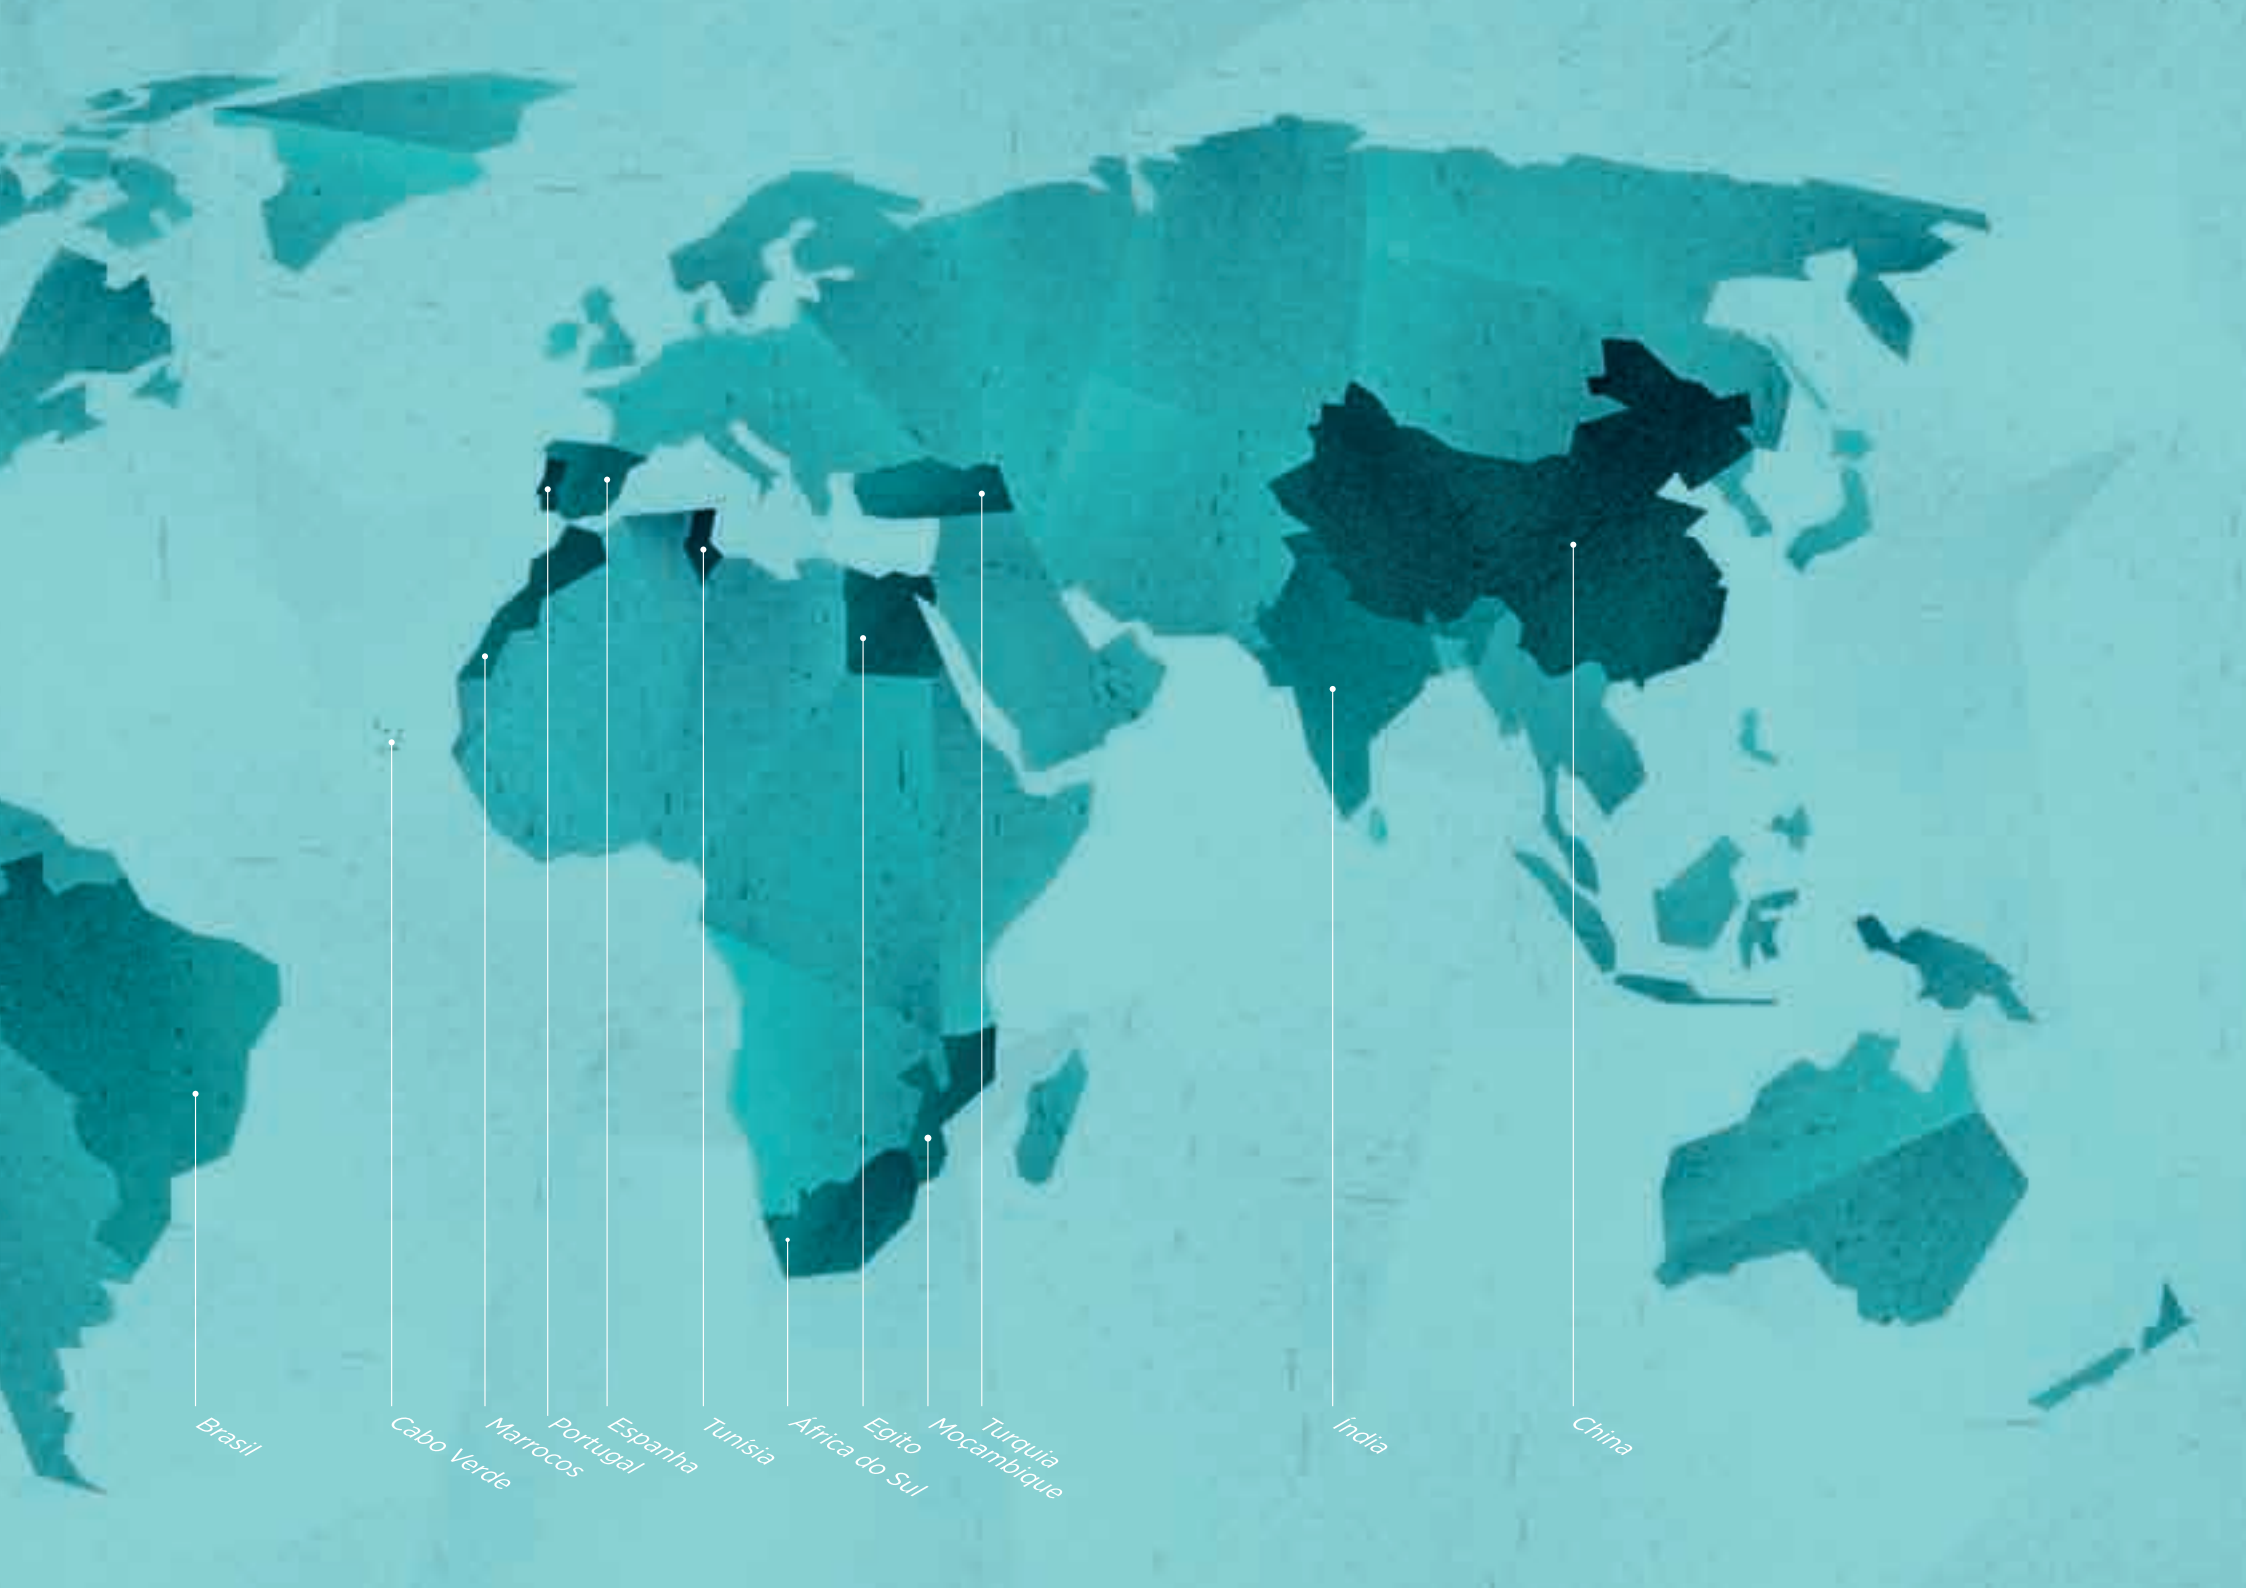 Brasil
Cabo Verde
Marrocos
Portugal
Espanha
Tunísia
África do Sul
Egito
Moçambique
Turquia
Índia
China